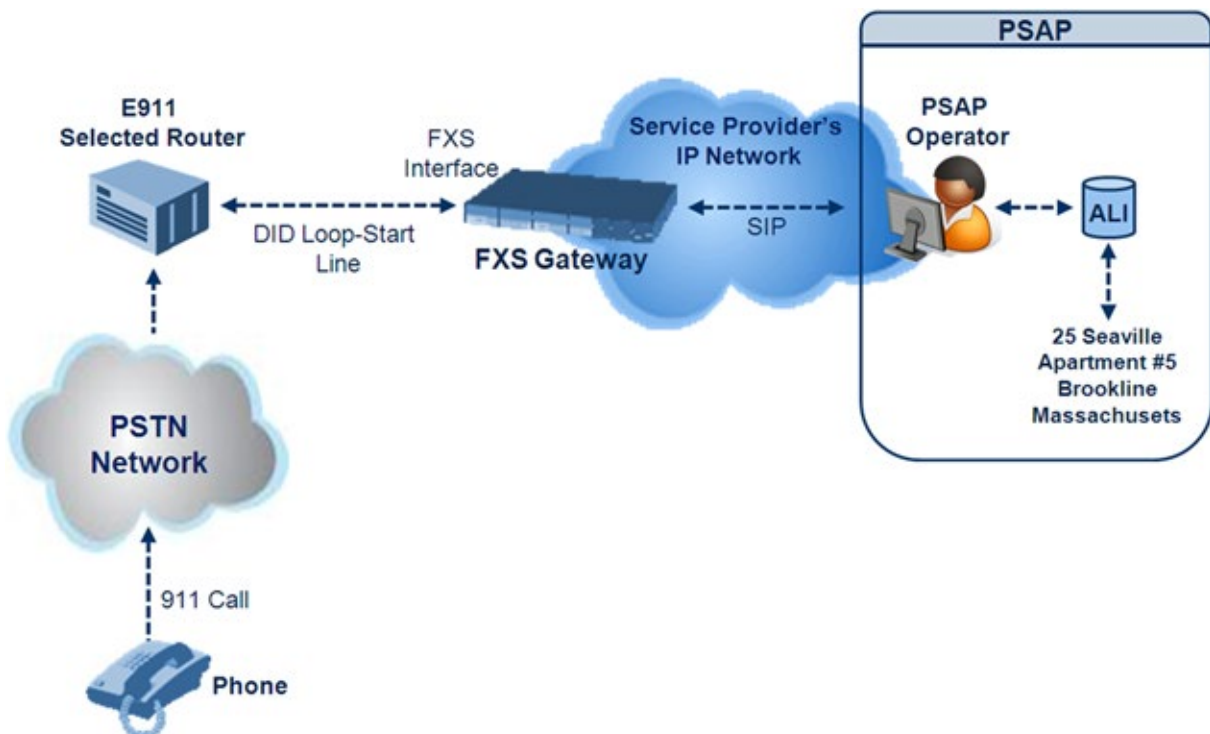 PSAP
E911
Selected Router
FXS
Interface
Service Provider's
IP Network
PSAP
Operator
DID Loop-Start
Line
FXS Gateway
SIP
ALI
25 Seaville
Apartment #5
Brookline
Massachusets
PSTN
Network
911 Call
Phone